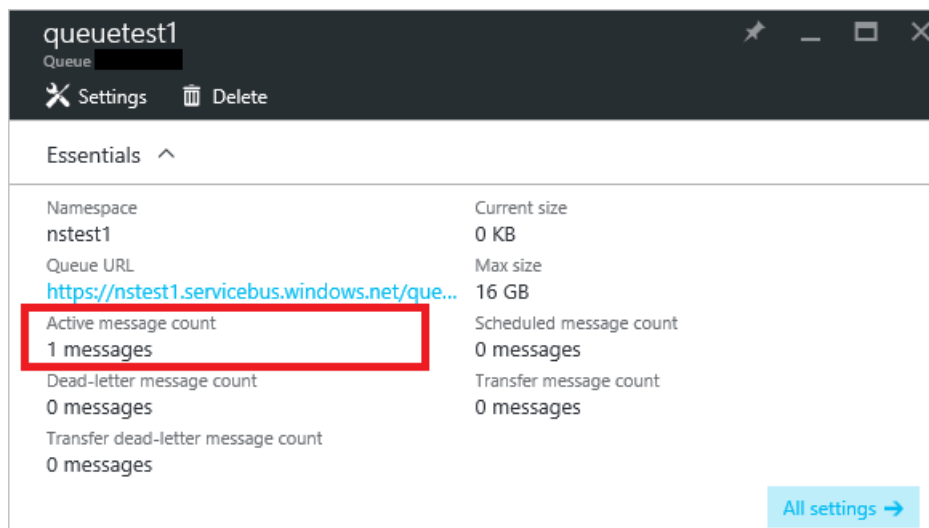 queuetest1
Queue
Settings Delete
Essentials
Namespace
nstest1
Queue URL
https://nstest1.servicebus.windows.net/que...
Active message count
1 messages
Dead-letter message count
0 messages
Transfer dead-letter message count
0 messages
Current size
0 KB
Max size
16 GB
Scheduled message count
0 messages
Transfer message count
0 messages
All settings